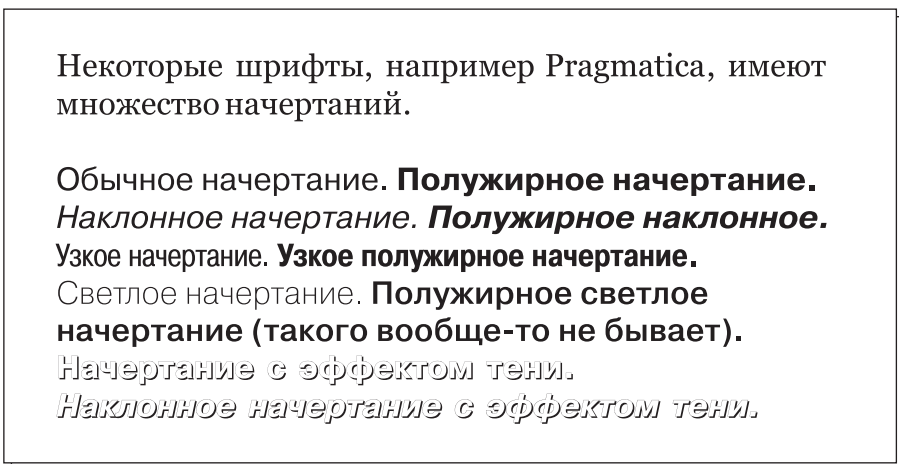 Некоторые шрифты, например Pragmatica, имеют
множество начертаний.
Обычное начертание. Полужирное начертание.
Наклонное начертание. Полужирное наклонное.
Узкое начертание. Узкое полужирное начертание.
Светлое начертание. Полужирное светлое
начертание (такого вообще-то не бывает).
Начертание с эффектом тени.
Наклонное начертание с эффектом тени.